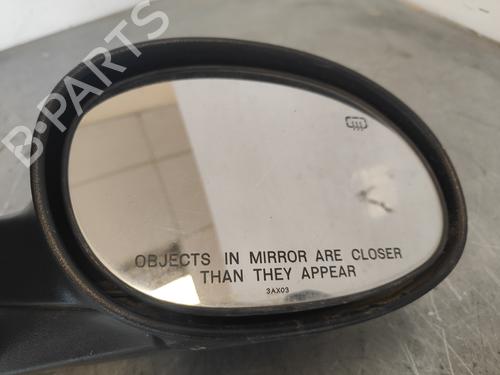 B-PARTS
OBJECTS IN MIRROR ARE CLOSER
THAN THEY APPEAR
3AX03